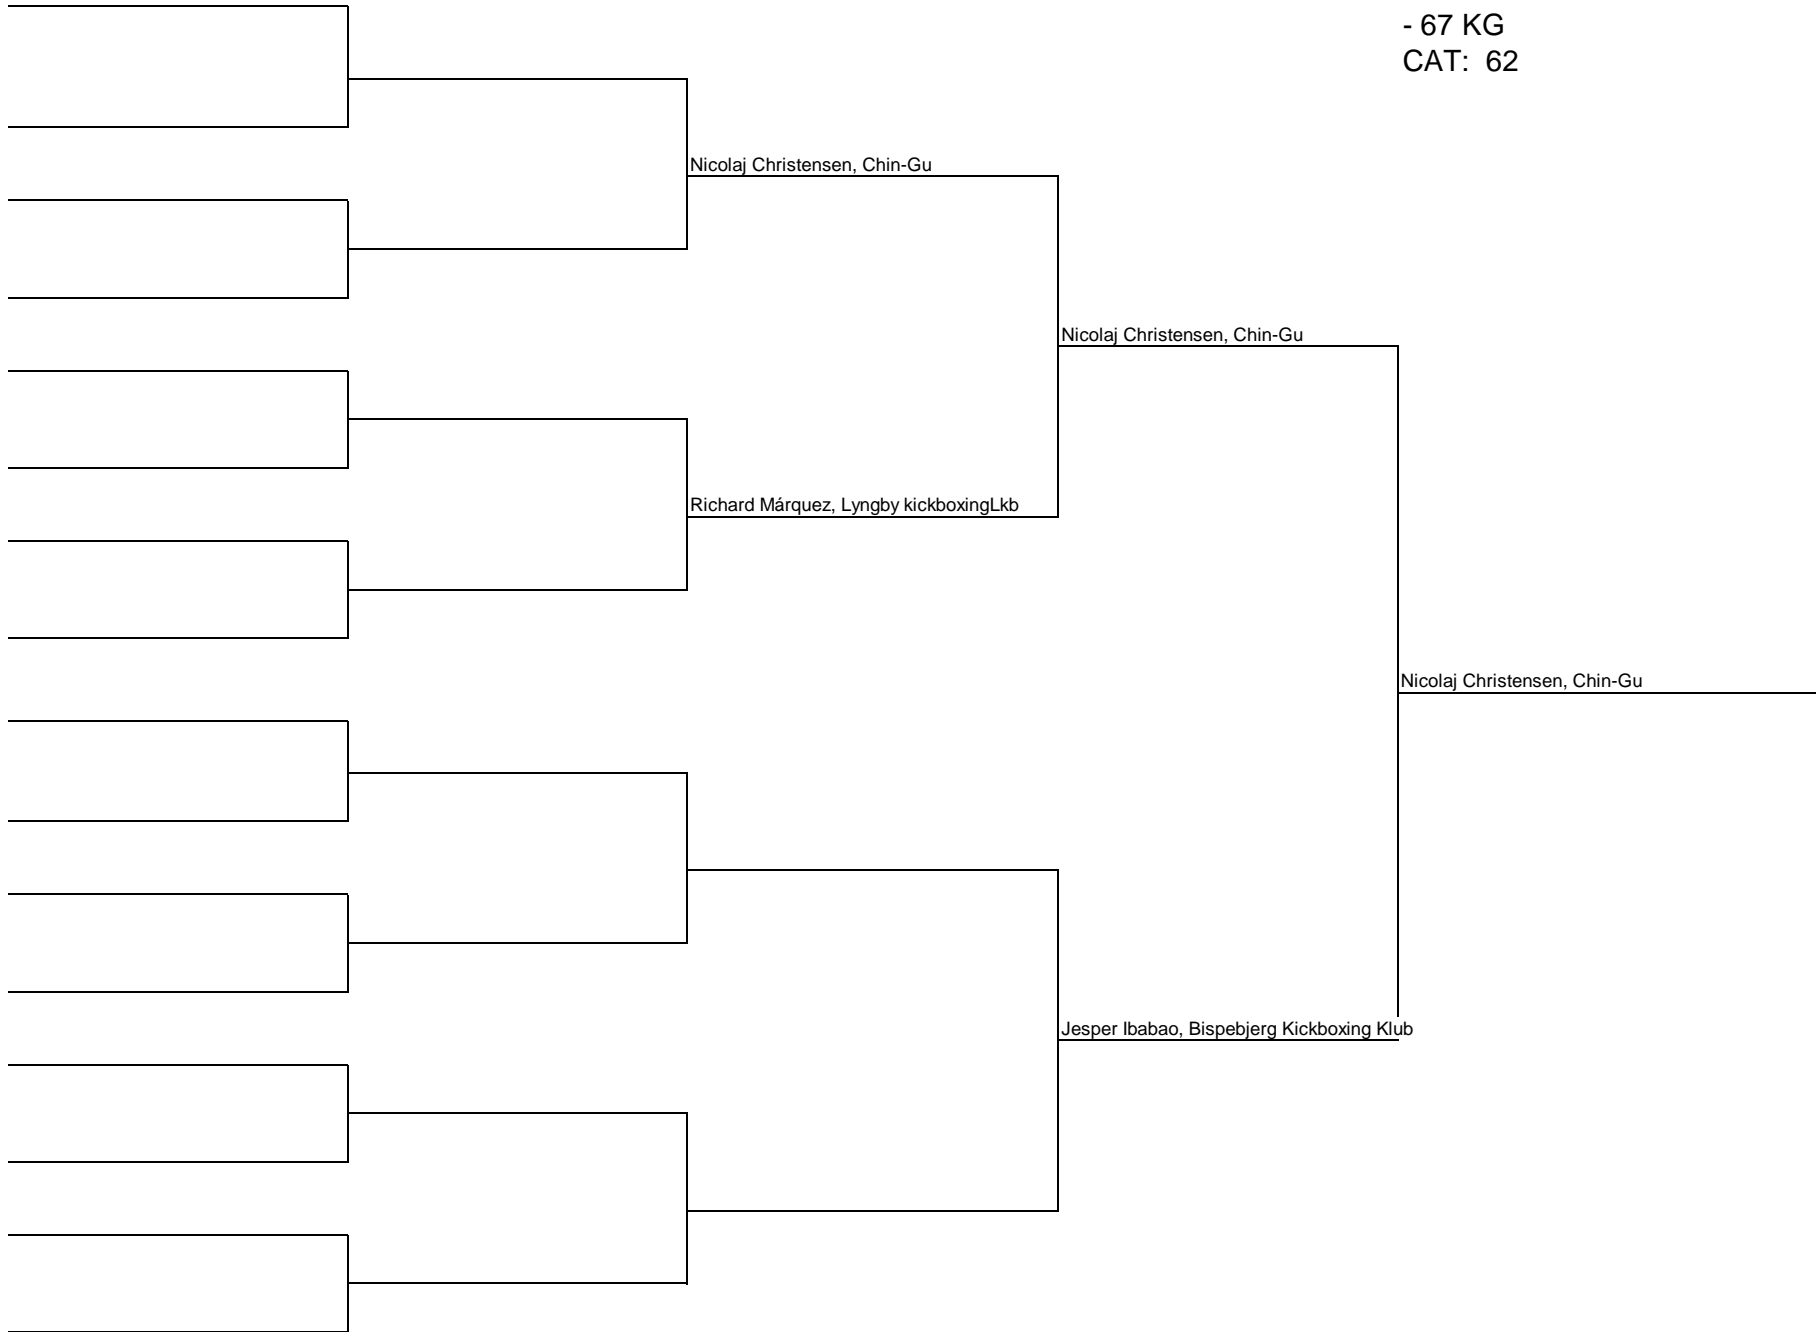 - 67 KG
CAT: 62
Nicolaj Christensen, Chin-Gu
Nicolaj Christensen, Chin-Gu
Richard Márquez, Lyngby kickboxingLkb
Nicolaj Christensen, Chin-Gu
Jesper Ibabao, Bispebjerg Kickboxing Klub